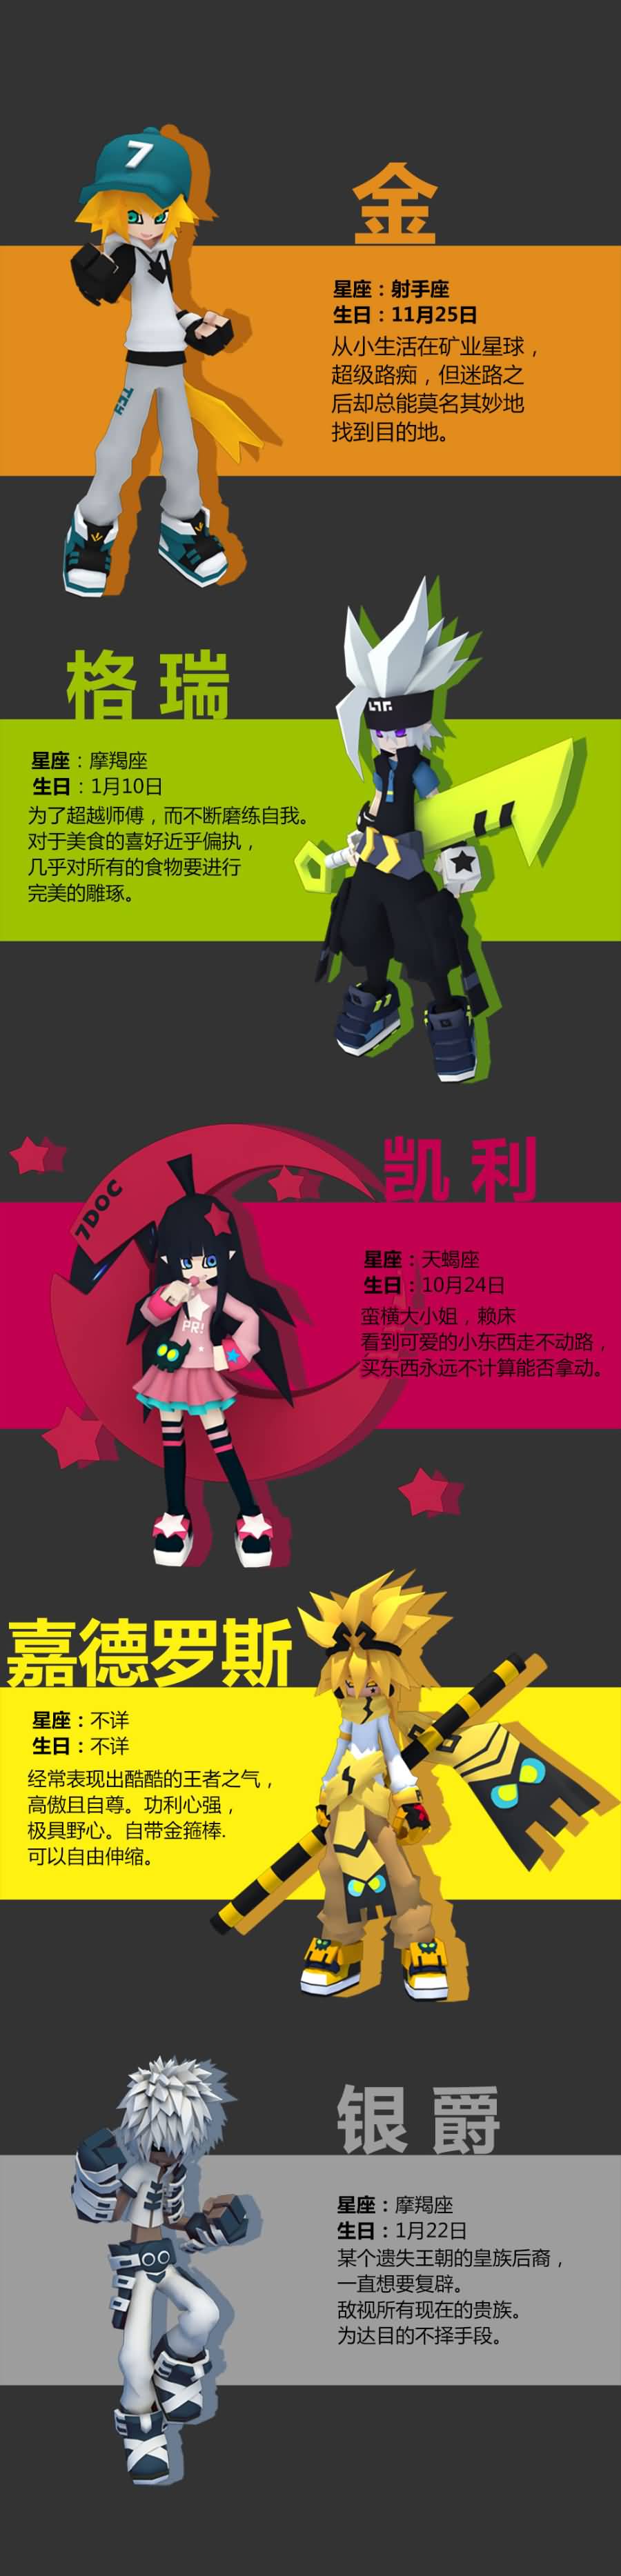 7
金
星座：射手座
生日：11月25日
从小生活在矿业星球，
超级路痴，但迷路之
后却总能莫名其妙地
找到目的地。
格瑞
星座：摩羯座
生日：1月10日
为了超越师傅，而不断磨练自我。
对于美食的喜好近乎偏执，
几乎对所有的食物要进行
完美的雕琢。
凯利
7DOC
PR!
星座：天蝎座
生日：10月24日
蛮横大小姐，赖床
看到可爱的小东西走不动路，
买东西永远不计算能否拿动。
嘉德罗斯
星座：不详
生日：不详
经常表现出酷酷的王者之气，
高傲且自尊。功利心强，
极具野心。自带金箍棒.
可以自由伸缩。
银爵
星座：摩羯座
生日：1月22日
某个遗失王朝的皇族后裔，
一直想要复辟。
敌视所有现在的贵族。
为达目的不择手段。